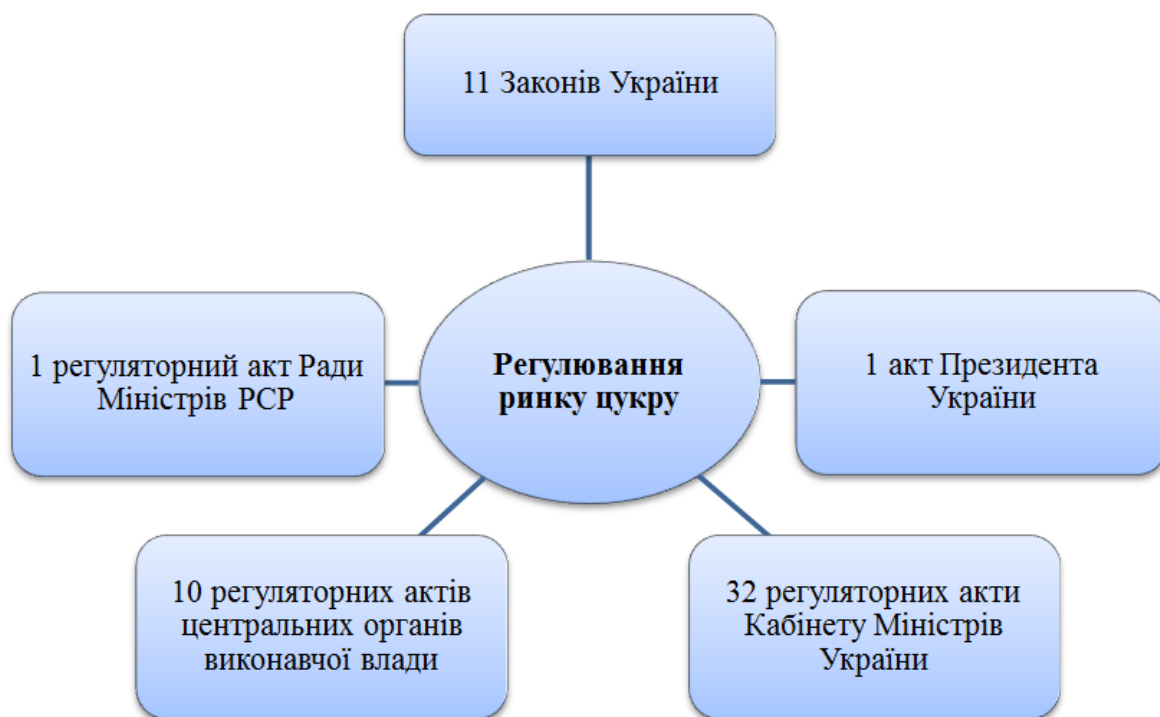 11 Законів України
1 регуляторний акт Ради
Міністрів РСР
Регулювання
ринку цукру
1 акт Президента
України
10 регуляторних актів
центральних органів
виконавчої влади
32 регуляторних акти
Кабінету Міністрів
України